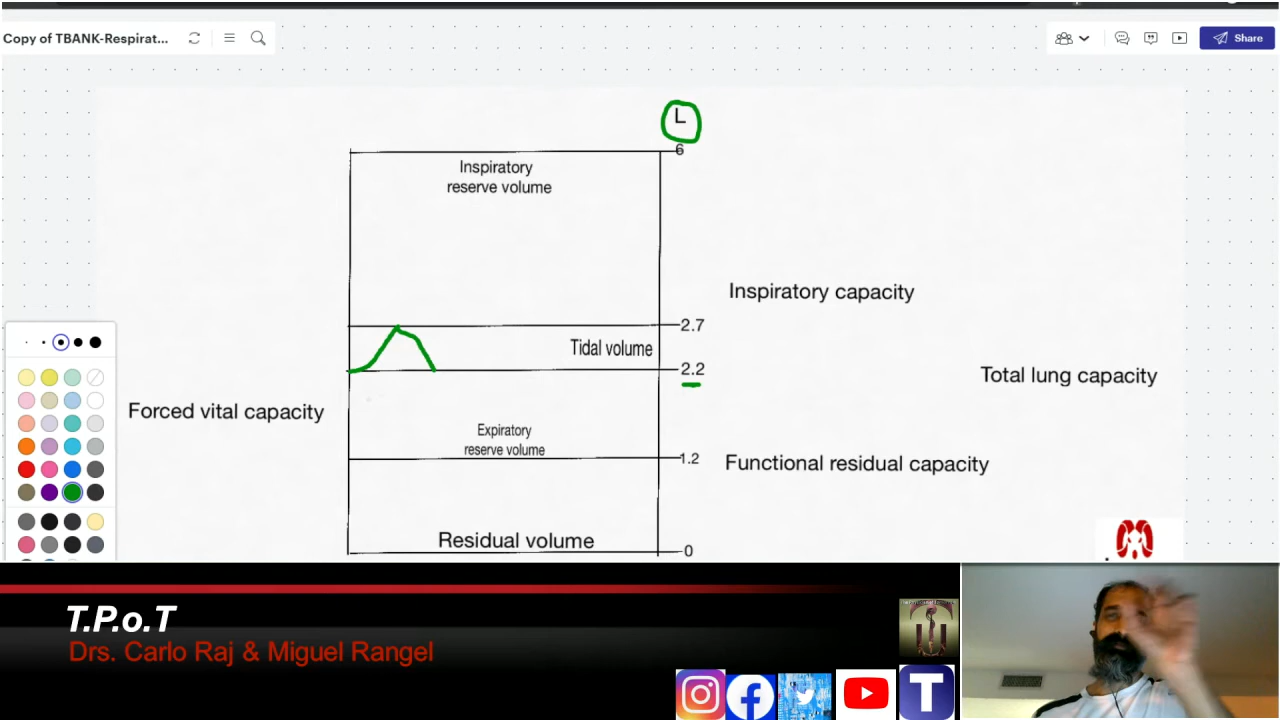 Copy of TBANK-Respirat...
Share
L
6
Inspiratory
reserve volume
Inspiratory capacity
2.7
Tidal volume
2.2
Total lung capacity
Forced vital capacity
Expiratory
reserve volume
1.2
Functional residual capacity
Residual volume
0
T.P.o.T
Drs. Carlo Raj & Miguel Rangel
T